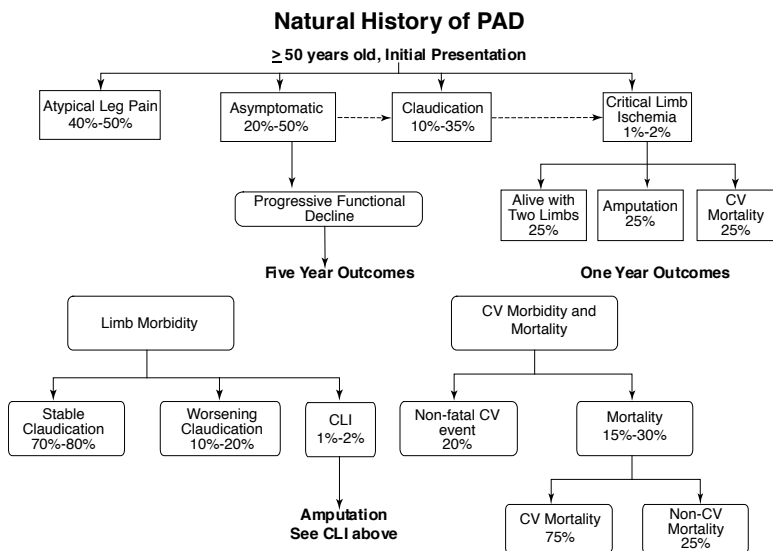 Natural History of PAD
≥ 50 years old, Initial Presentation
Atypical Leg Pain
40%-50%
Asymptomatic
20%-50%
Claudication
10%-35%
Critical Limb
Ischemia
1%-2%
Progressive Functional
Decline
Alive with
Two Limbs
25%
Amputation
25%
CV
Mortality
25%
Five Year Outcomes
One Year Outcomes
Limb Morbidity
CV Morbidity and
Mortality
Stable
Claudication
70%-80%
Worsening
Claudication
10%-20%
CLI
1%-2%
Non-fatal CV
event
20%
Mortality
15%-30%
Amputation
See CLI above
CV Mortality
75%
Non-CV
Mortality
25%